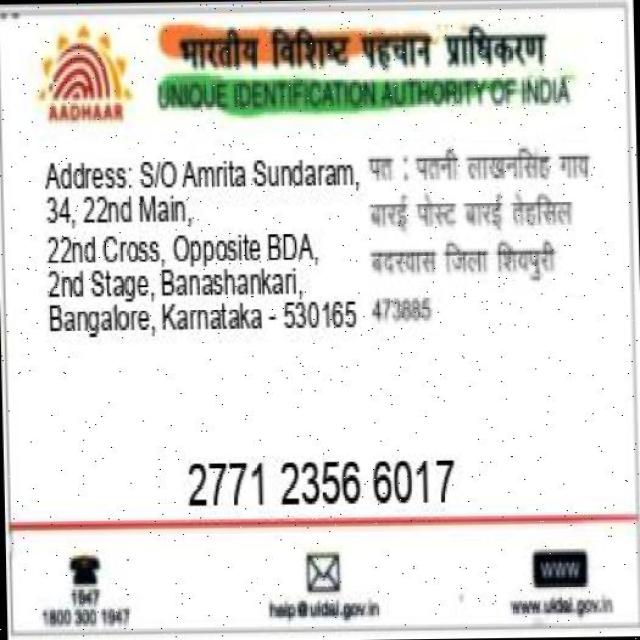 भारतीय विशिष्ट पहचान प्राधिकरण
AADHAAR
UNIQUE IDENTIFICATION AUTHORITY OF INDIA
Address: S/O Amrita Sundaram,
34, 22nd Main,
22nd Cross, Opposite BDA,
2nd Stage, Banashankari,
Bangalore, Karnataka - 530165
पत : पतनी लाखनसिंह गाव
बारई पोस्ट बारई तेहसिल
बदरवास जिला शिवपुरी
473885
2771 2356 6017
1947
1800 300 1947
help@uidai.gov.in
WWW
www.uidai.gov.in